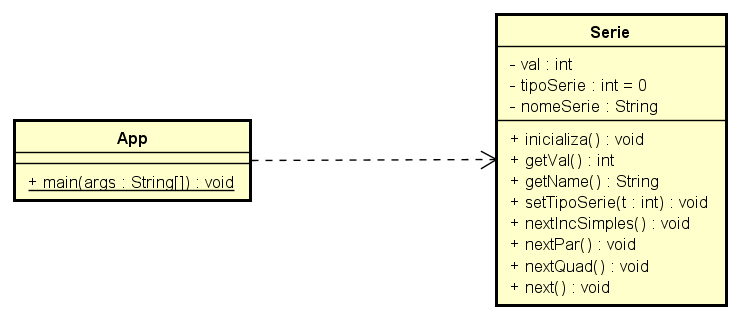 App
+ main(args : String[]) : void
Serie
- val : int
- tipoSerie : int = 0
- nomeSerie : String
+ inicializa() : void
+ getVal() : int
+ getName() : String
+ setTipoSerie(t : int) : void
+ nextIncSimples() : void
+ nextPar() : void
+ nextQuad() : void
+ next() : void